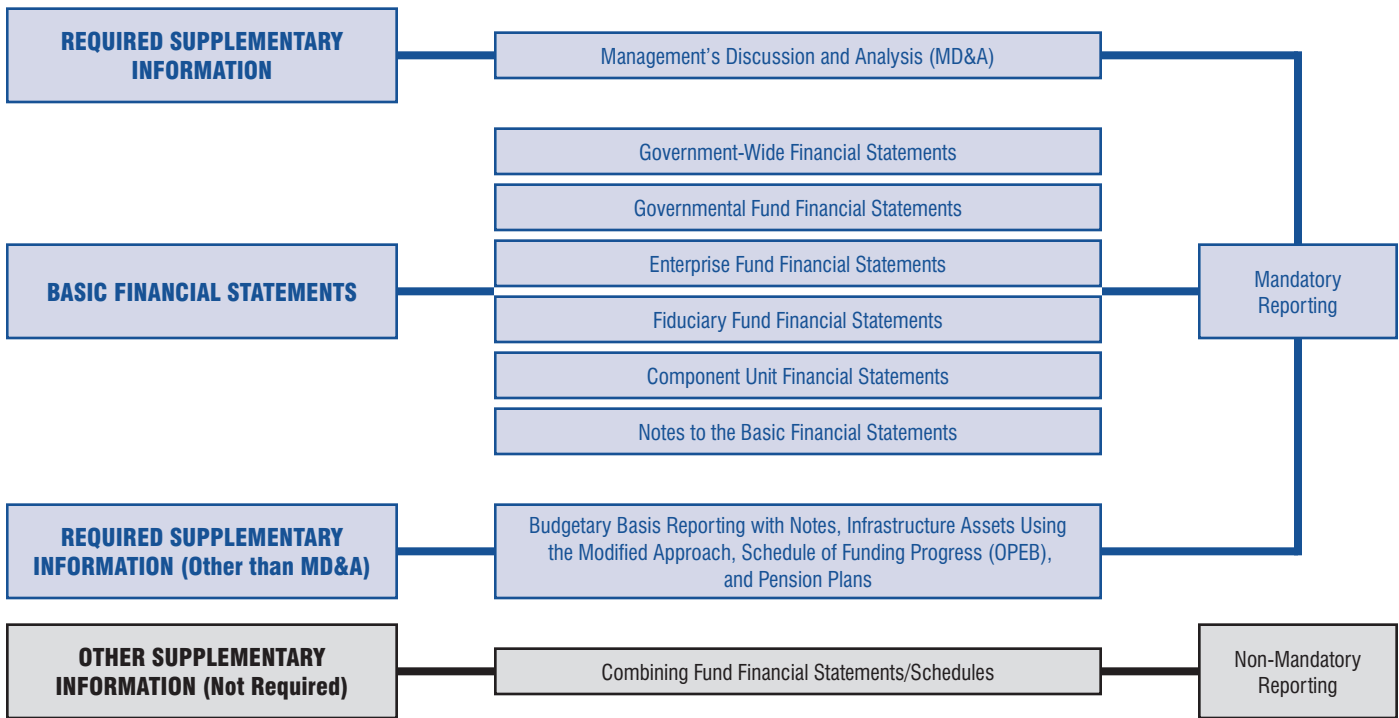 REQUIRED SUPPLEMENTARY
INFORMATION
Management’s Discussion and Analysis (MD&A)
Government-Wide Financial Statements
Governmental Fund Financial Statements
BASIC FINANCIAL STATEMENTS
Enterprise Fund Financial Statements
Fiduciary Fund Financial Statements
Mandatory
Reporting
Component Unit Financial Statements
Notes to the Basic Financial Statements
REQUIRED SUPPLEMENTARY
INFORMATION (Other than MD&A)
Budgetary Basis Reporting with Notes, Infrastructure Assets Using
the Modified Approach, Schedule of Funding Progress (OPEB),
and Pension Plans
OTHER SUPPLEMENTARY
INFORMATION (Not Required)
Combining Fund Financial Statements/Schedules
Non-Mandatory
Reporting